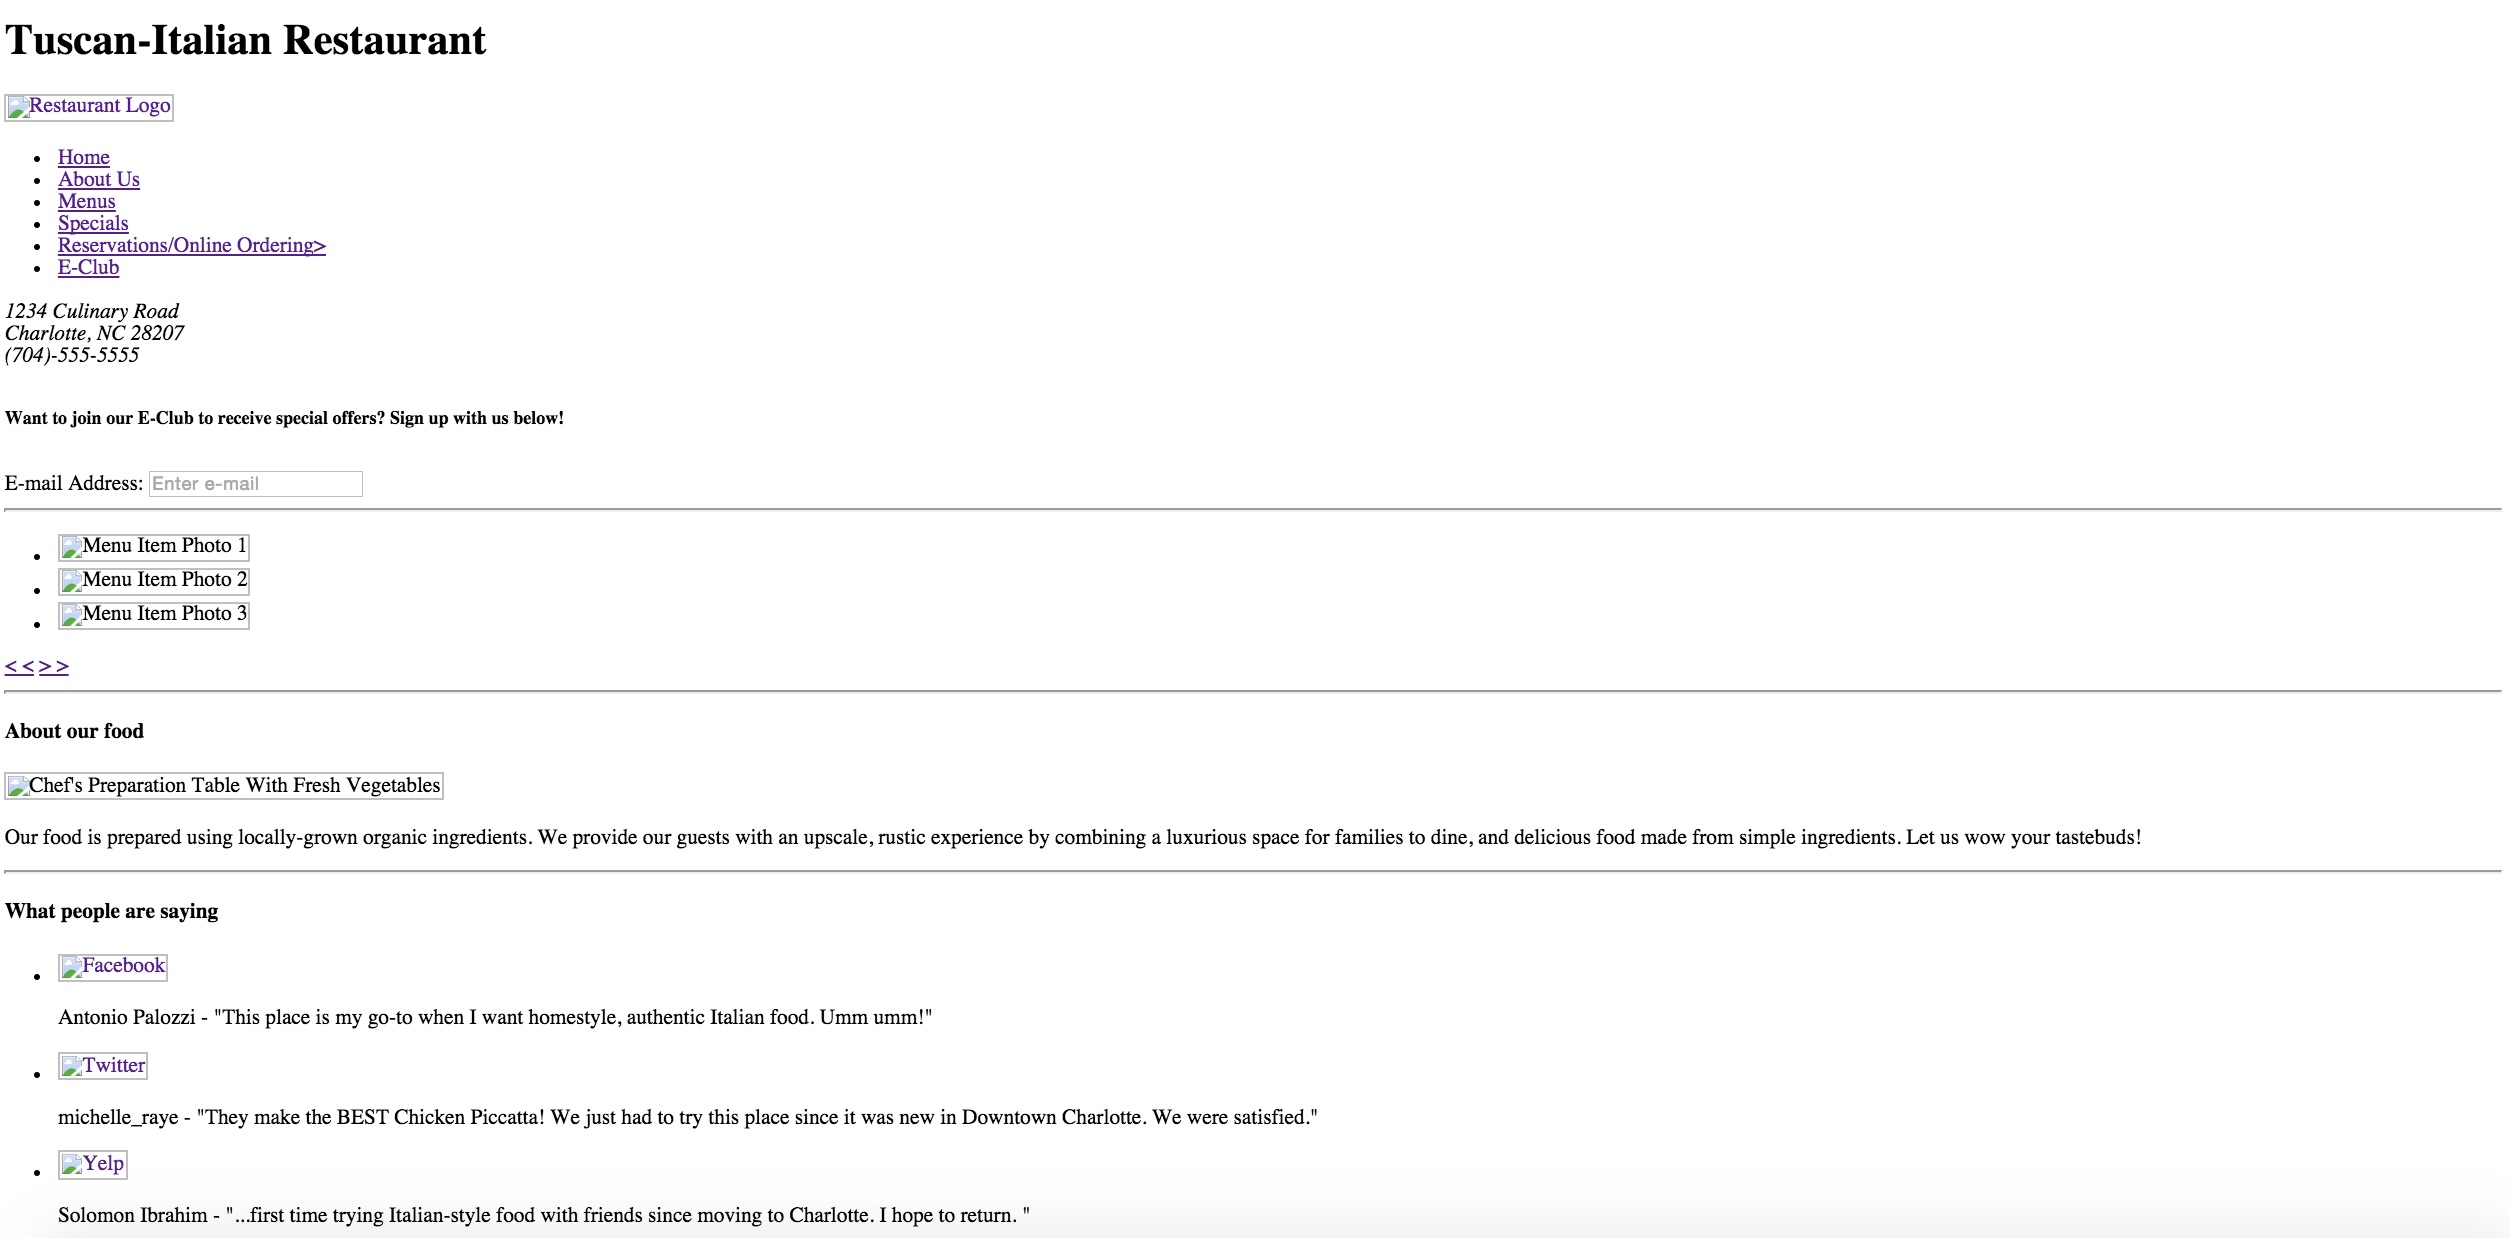 Tuscan-Italian Restaurant
Restaurant Logo
Home
About Us
Menus
Specials
Reservations/Online Ordering>
E-Club
1234 Culinary Road
Charlotte, NC 28207
(704)-555-5555
Want to join our E-Club to receive special offers? Sign up with us below!
E-mail Address: Enter e-mail
Menu Item Photo 1
Menu Item Photo 2
Menu Item Photo 3
< < > >
About our food
Chef's Preparation Table With Fresh Vegetables
Our food is prepared using locally-grown organic ingredients. We provide our guests with an upscale, rustic experience by combining a luxurious space for families to dine, and delicious food made from simple ingredients. Let us wow your tastebuds!
What people are saying
Facebook
Antonio Palozzi - "This place is my go-to when I want homestyle, authentic Italian food. Umm umm!"
Twitter
michelle_raye - "They make the BEST Chicken Piccatta! We just had to try this place since it was new in Downtown Charlotte. We were satisfied."
Yelp
Solomon Ibrahim - "...first time trying Italian-style food with friends since moving to Charlotte. I hope to return. "